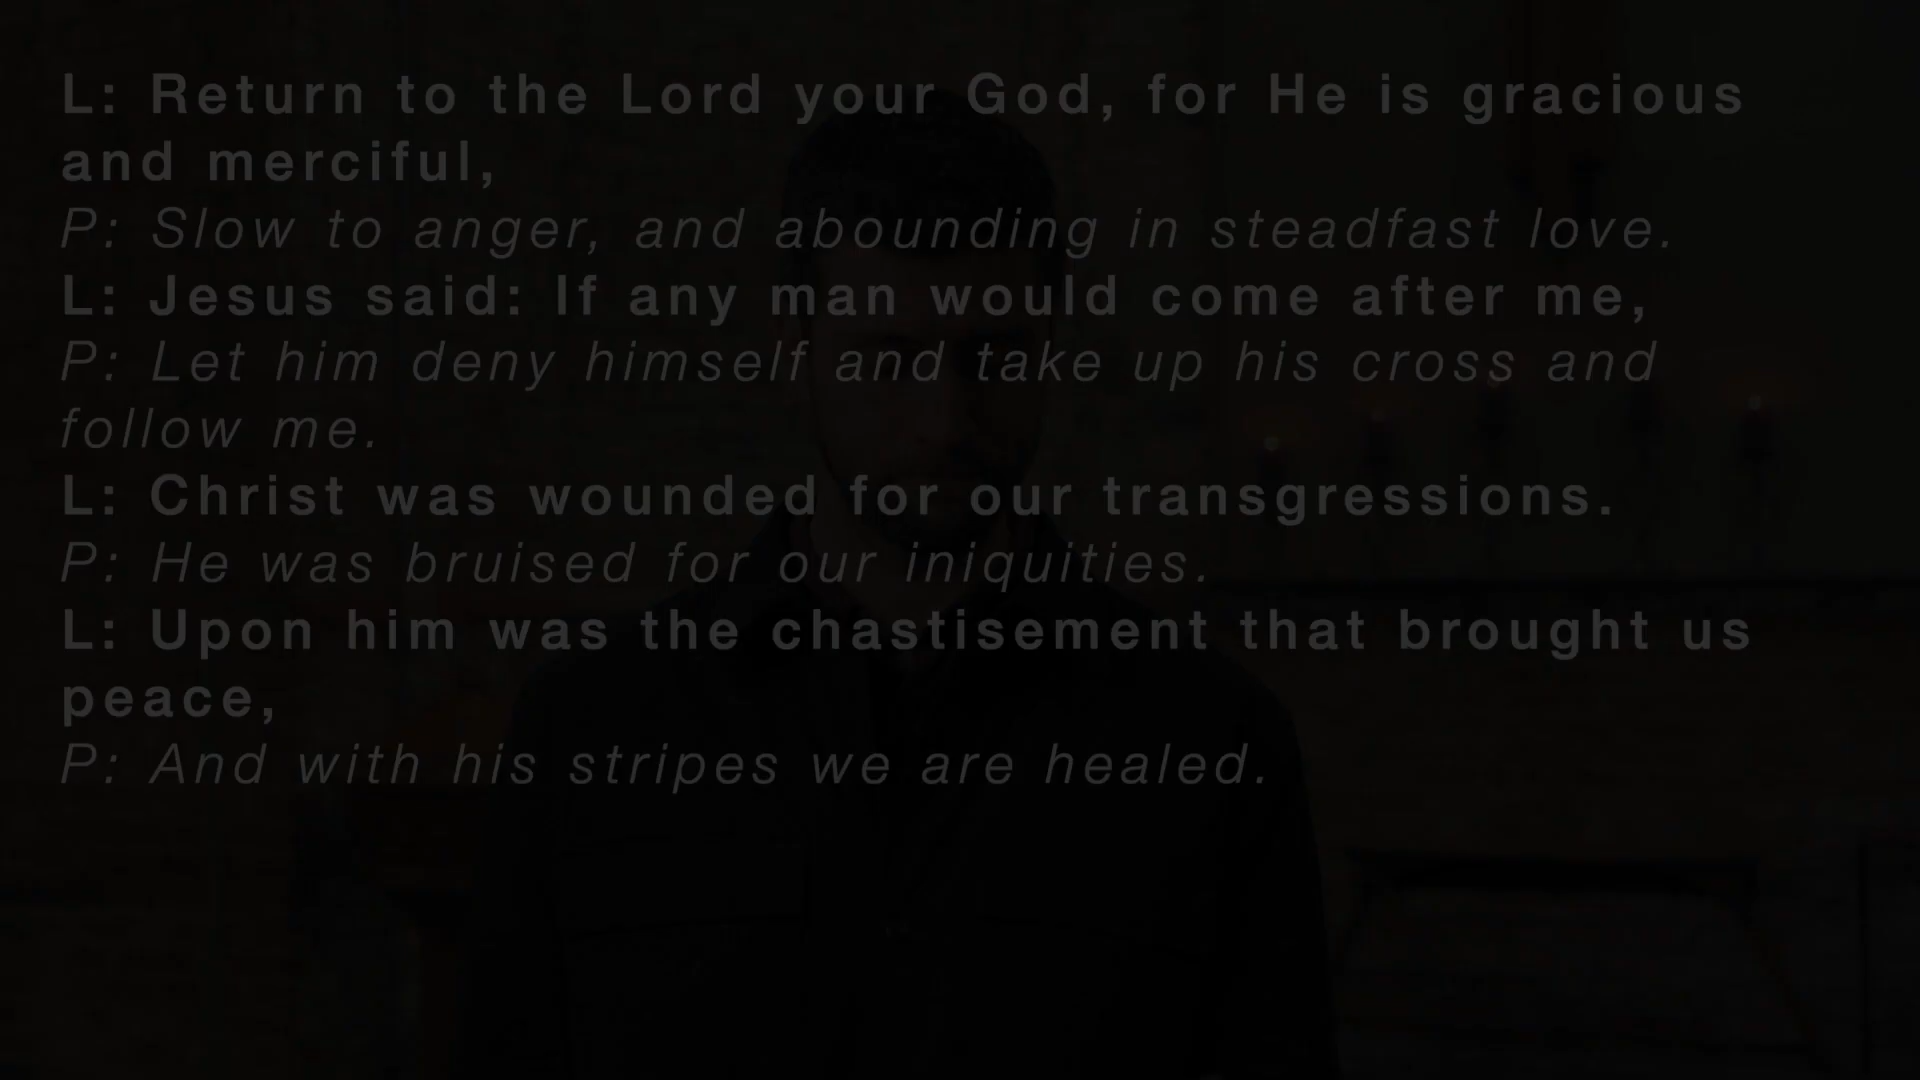 L: Return to the Lord your God, for He is gracious
and merciful,
P: Slow to anger, and abounding in steadfast love.
L: Jesus said: If any man would come after me,
P: Let him deny himself and take up his cross and
follow me.
L: Christ was wounded for our transgressions.
P: He was bruised for our iniquities.
L: Upon him was the chastisement that brought us
peace,
P: And with his stripes we are healed.